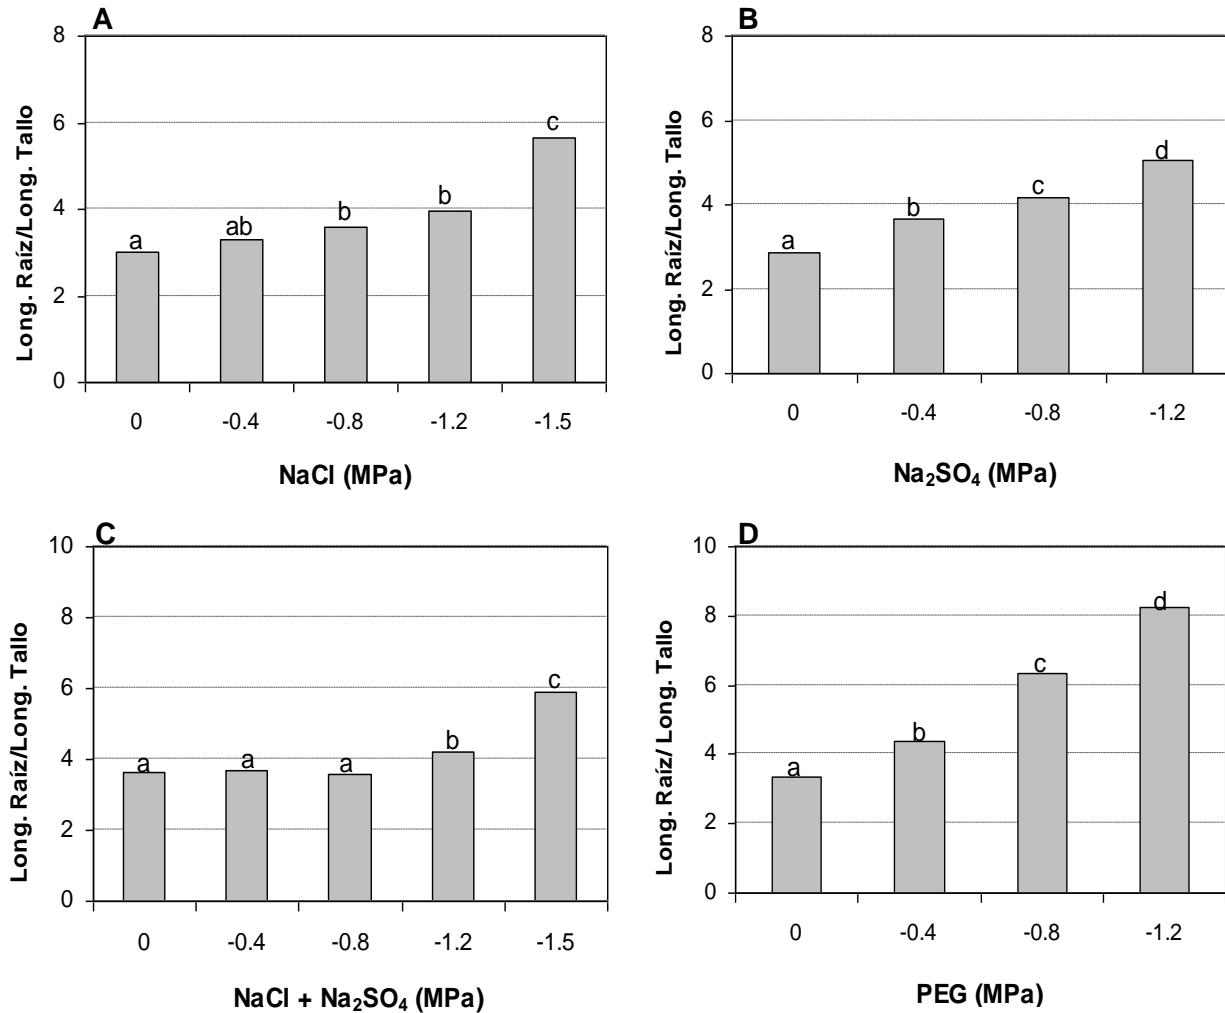 A
8
6
4
2
0
Long. Raíz/Long. Tallo
a
ab
b
b
c
0 -0.4 -0.8 -1.2 -1.5
NaCl (MPa)
B
8
6
4
2
0
Long. Raíz/Long. Tallo
a
b
c
d
0 -0.4 -0.8 -1.2
Na₂SO₄ (MPa)
C
10
8
6
4
2
0
Long. Raíz/Long. Tallo
a
a
a
b
c
0 -0.4 -0.8 -1.2 -1.5
NaCl + Na₂SO₄ (MPa)
D
10
8
6
4
2
0
Long. Raíz/ Long. Tallo
a
b
c
d
0 -0.4 -0.8 -1.2
PEG (MPa)